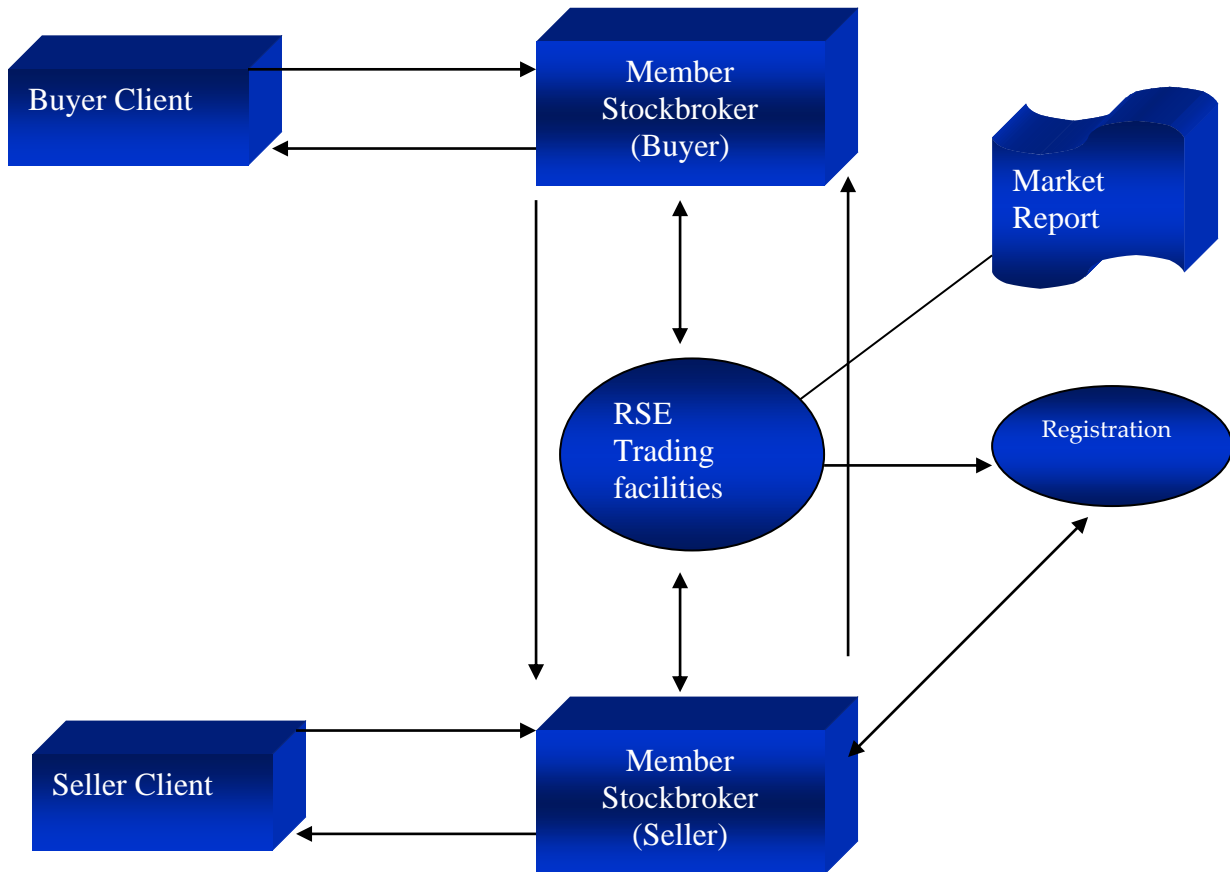 Buyer Client
Member
Stockbroker
(Buyer)
Market
Report
RSE
Trading
facilities
Registration
Seller Client
Member
Stockbroker
(Seller)